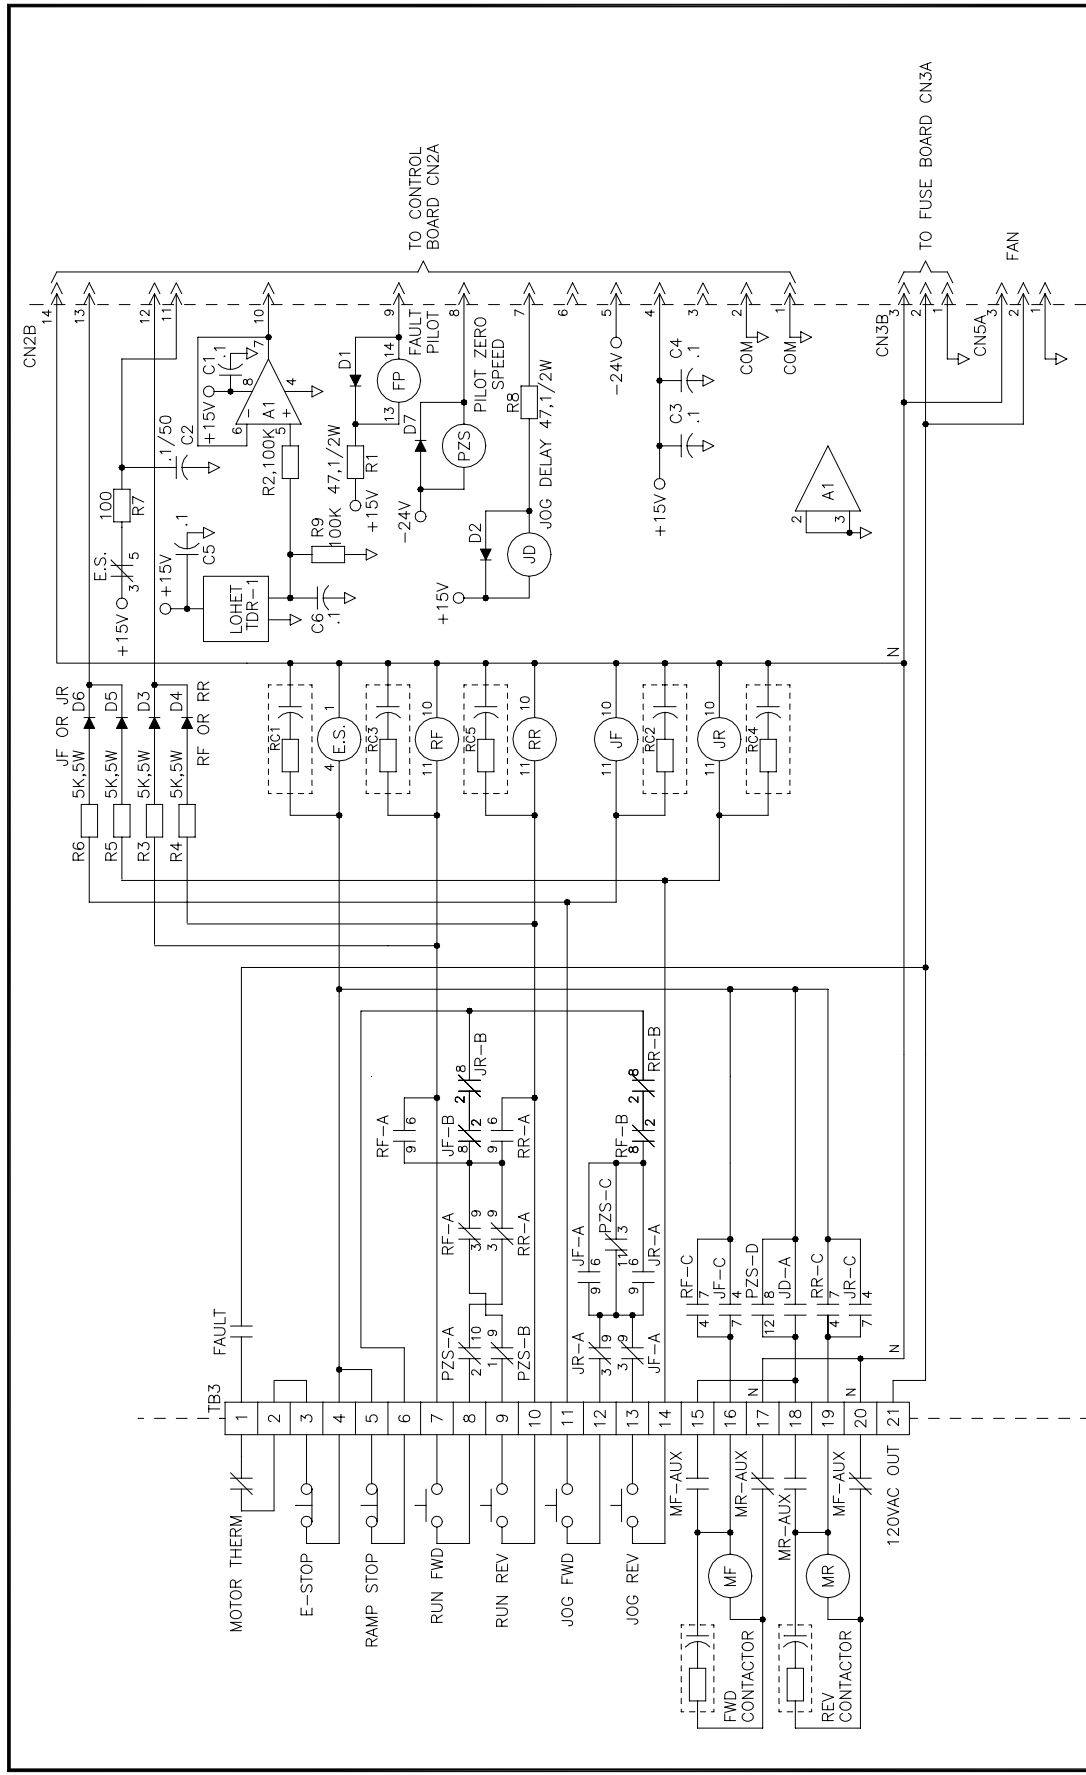 CN2B
14
13
12
11
10
9
8
7
6
5
4
3
2
1
TO CONTROL
BOARD CN2A
CN3B
3
2
1
TO FUSE BOARD CN3A
CN5A
3
2
1
FAN
E.S.
+15V
3
5
100
R7
.1/50
C2
+15V
.1
C5
LOHET
TDR-1
C6
.1
R9
100K
R2,100K
+15V
C1
.1
8
7
6
5
4
A1
−
+
47,1/2W
R1
+15V
D1
14
FP
13
FAULT
PILOT
D7
-24V
PZS
PILOT ZERO
SPEED
D2
+15V
JD
JOG DELAY
R8
47,1/2W
-24V
+15V
C3
.1
C4
.1
COM
COM
A1
2
3
JF OR JR
R6
5K,5W
D6
R5
5K,5W
D5
R3
5K,5W
D3
R4
5K,5W
D4
RF OR RR
RC1
4
E.S.
1
RC3
11
RF
10
RC5
11
RR
10
11
JF
10
RC2
11
JR
10
RC4
N
TB3
FAULT
1
2
3
4
5
6
7
8
9
10
11
12
13
14
15
16
17
18
19
20
21
RF-A
9
6
JF-B
8
2
JR-B
2
8
RR-A
9
6
RF-A
3
9
RR-A
3
9
PZS-A
2
10
PZS-B
1
9
JF-A
9
6
PZS-C
11
3
JR-A
9
6
RF-B
8
2
RR-B
2
8
JR-A
3
9
JF-A
3
9
RF-C
4
7
JF-C
7
4
PZS-D
12
8
JD-A
RR-C
4
7
JR-C
7
4
N
N
N
MOTOR THERM
E-STOP
RAMP STOP
RUN FWD
RUN REV
JOG FWD
JOG REV
MF-AUX
MF
MR-AUX
FWD
CONTACTOR
MR-AUX
MR
MF-AUX
REV
CONTACTOR
120VAC OUT